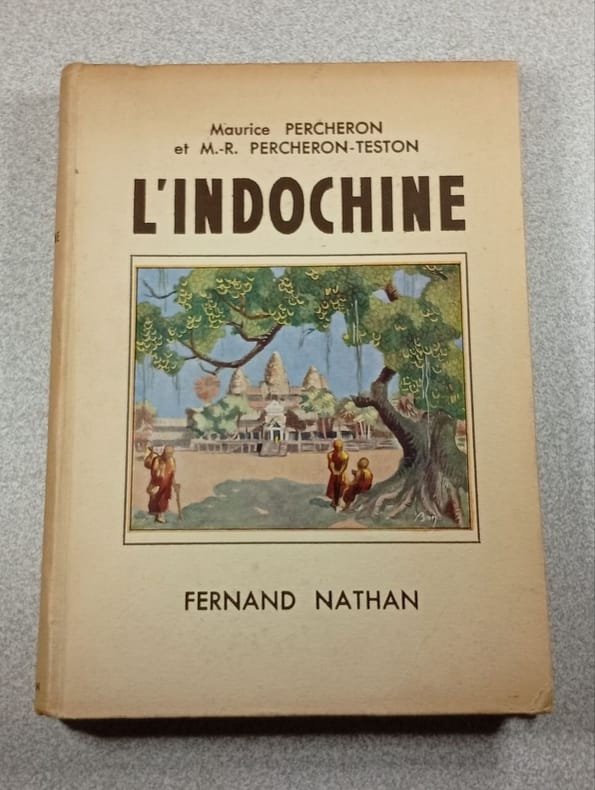 Maurice PERCHERON
et M.-R. PERCHERON-TESTON
L'INDOCHINE
FERNAND NATHAN